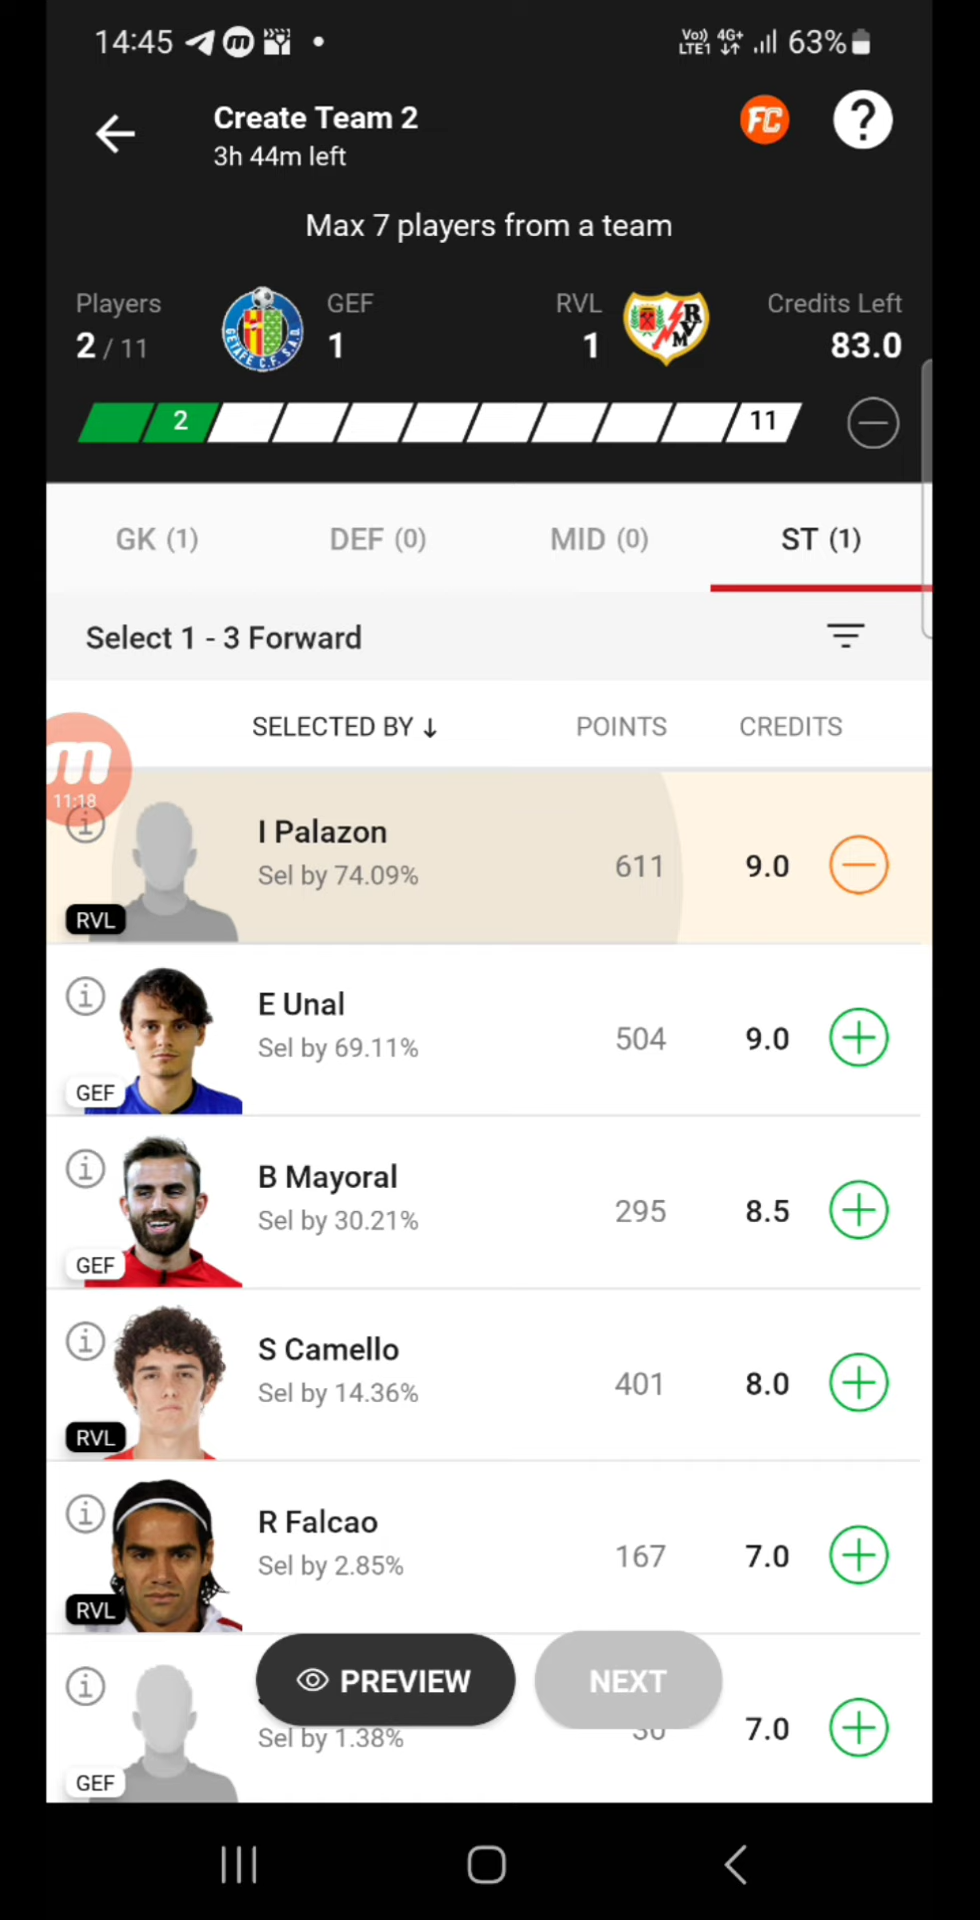 14:45
Vo)) 4G+ 63%
LTE1
Create Team 2
3h 44m left
FC
?
Max 7 players from a team
Players GEF RVL Credits Left
2 / 11 1 1 83.0
GETAFE C.F. S.A.D.
RVM
2 11
GK (1) DEF (0) MID (0) ST (1)
Select 1 - 3 Forward
SELECTED BY ↓ POINTS CREDITS
m
11:18
I Palazon
Sel by 74.09% 611 9.0
RVL
E Unal
Sel by 69.11% 504 9.0
GEF
B Mayoral
Sel by 30.21% 295 8.5
GEF
S Camello
Sel by 14.36% 401 8.0
RVL
R Falcao
Sel by 2.85% 167 7.0
RVL
PREVIEW NEXT
Sel by 1.38% 7.0
GEF